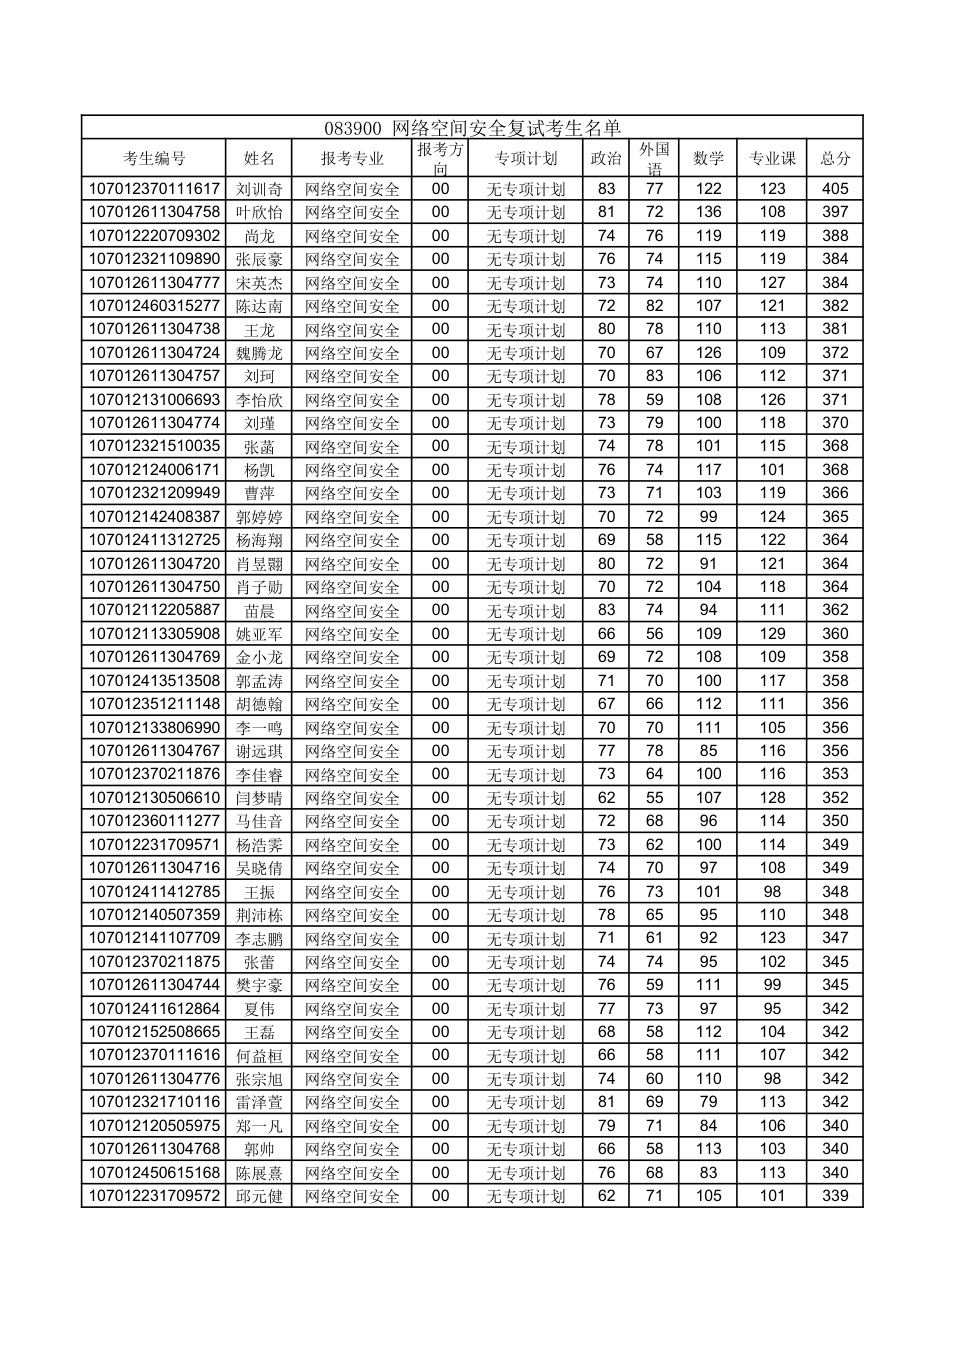 083900 网络空间安全复试考生名单
考生编号 姓名 报考专业 报考方向 专项计划 政治 外国语 数学 专业课 总分
107012370111617 刘训奇 网络空间安全 00 无专项计划 83 77 122 123 405
107012611304758 叶欣怡 网络空间安全 00 无专项计划 81 72 136 108 397
107012220709302 尚龙 网络空间安全 00 无专项计划 74 76 119 119 388
107012321109890 张辰豪 网络空间安全 00 无专项计划 76 74 115 119 384
107012611304777 宋英杰 网络空间安全 00 无专项计划 73 74 110 127 384
107012460315277 陈达南 网络空间安全 00 无专项计划 72 82 107 121 382
107012611304738 王龙 网络空间安全 00 无专项计划 80 78 110 113 381
107012611304724 魏腾龙 网络空间安全 00 无专项计划 70 67 126 109 372
107012611304757 刘珂 网络空间安全 00 无专项计划 70 83 106 112 371
107012131006693 李怡欣 网络空间安全 00 无专项计划 78 59 108 126 371
107012611304774 刘瑾 网络空间安全 00 无专项计划 73 79 100 118 370
107012321510035 张菡 网络空间安全 00 无专项计划 74 78 101 115 368
107012124006171 杨凯 网络空间安全 00 无专项计划 76 74 117 101 368
107012321209949 曹萍 网络空间安全 00 无专项计划 73 71 103 119 366
107012142408387 郭婷婷 网络空间安全 00 无专项计划 70 72 99 124 365
107012411312725 杨海翔 网络空间安全 00 无专项计划 69 58 115 122 364
107012611304720 肖昱翾 网络空间安全 00 无专项计划 80 72 91 121 364
107012611304750 肖子勋 网络空间安全 00 无专项计划 70 72 104 118 364
107012112205887 苗晨 网络空间安全 00 无专项计划 83 74 94 111 362
107012113305908 姚亚军 网络空间安全 00 无专项计划 66 56 109 129 360
107012611304769 金小龙 网络空间安全 00 无专项计划 69 72 108 109 358
107012413513508 郭孟涛 网络空间安全 00 无专项计划 71 70 100 117 358
107012351211148 胡德翰 网络空间安全 00 无专项计划 67 66 112 111 356
107012133806990 李一鸣 网络空间安全 00 无专项计划 70 70 111 105 356
107012611304767 谢远琪 网络空间安全 00 无专项计划 77 78 85 116 356
107012370211876 李佳睿 网络空间安全 00 无专项计划 73 64 100 116 353
107012130506610 闫梦晴 网络空间安全 00 无专项计划 62 55 107 128 352
107012360111277 马佳音 网络空间安全 00 无专项计划 72 68 96 114 350
107012231709571 杨浩霁 网络空间安全 00 无专项计划 73 62 100 114 349
107012611304716 吴晓倩 网络空间安全 00 无专项计划 74 70 97 108 349
107012411412785 王振 网络空间安全 00 无专项计划 76 73 101 98 348
107012140507359 荆沛栋 网络空间安全 00 无专项计划 78 65 95 110 348
107012141107709 李志鹏 网络空间安全 00 无专项计划 71 61 92 123 347
107012370211875 张蕾 网络空间安全 00 无专项计划 74 74 95 102 345
107012611304744 樊宇豪 网络空间安全 00 无专项计划 76 59 111 99 345
107012411612864 夏伟 网络空间安全 00 无专项计划 77 73 97 95 342
107012152508665 王磊 网络空间安全 00 无专项计划 68 58 112 104 342
107012370111616 何益桓 网络空间安全 00 无专项计划 66 58 111 107 342
107012611304776 张宗旭 网络空间安全 00 无专项计划 74 60 110 98 342
107012321710116 雷泽萱 网络空间安全 00 无专项计划 81 69 79 113 342
107012120505975 郑一凡 网络空间安全 00 无专项计划 79 71 84 106 340
107012611304768 郭帅 网络空间安全 00 无专项计划 66 58 113 103 340
107012450615168 陈展熹 网络空间安全 00 无专项计划 76 68 83 113 340
107012231709572 邱元健 网络空间安全 00 无专项计划 62 71 105 101 339